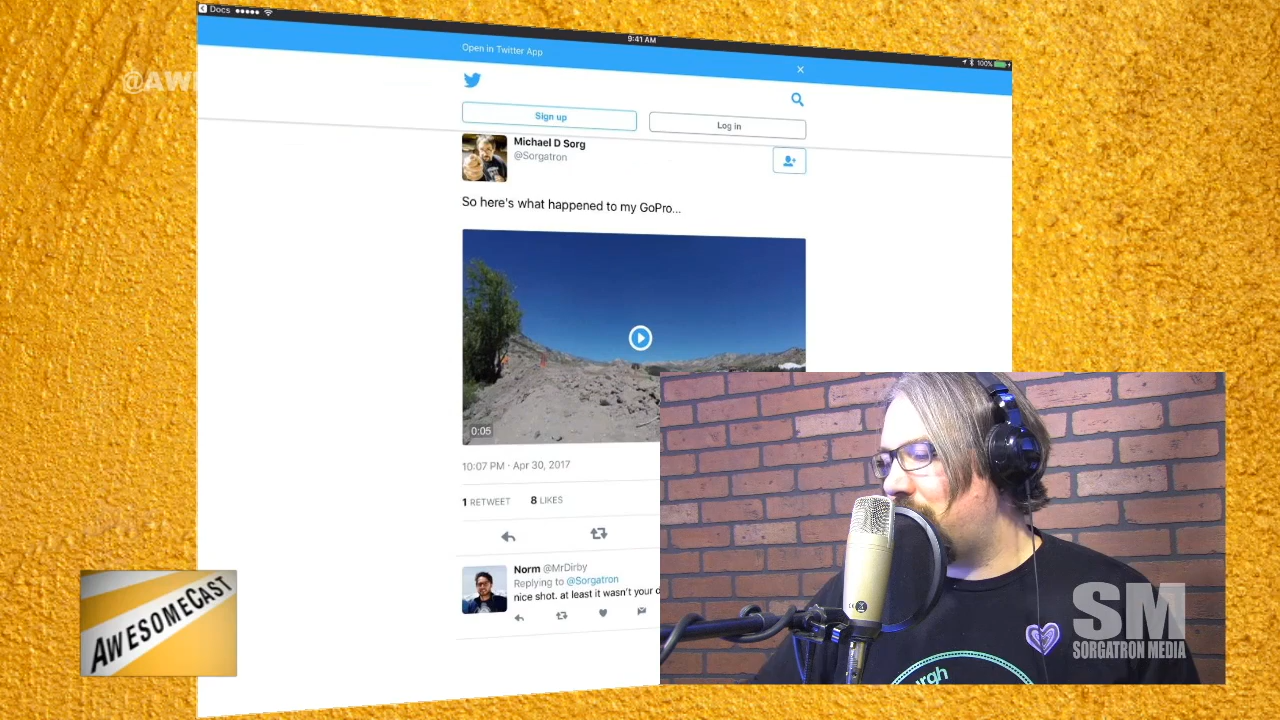 Docs
9:41 AM
100%
Open in Twitter App
@AW
Sign up
Log in
Michael D Sorg
@Sorgatron
So here's what happened to my GoPro...
0:05
10:07 PM · Apr 30, 2017
1 RETWEET 8 LIKES
Norm @MrDirby
Replying to @Sorgatron
nice shot. at least it wasn't your
AWESOMECAST
SM
SORGATRON MEDIA
urgh